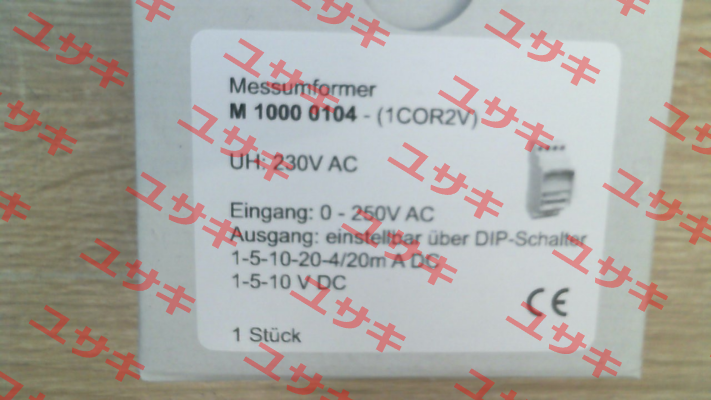 Messumformer
M 1000 0104 - (1COR2V)
UH: 230V AC
Eingang: 0 - 250V AC
Ausgang: einstellbar über DIP-Schalter
1-5-10-20-4/20m A DC
1-5-10 V DC
CE
1 Stück
ユサキ